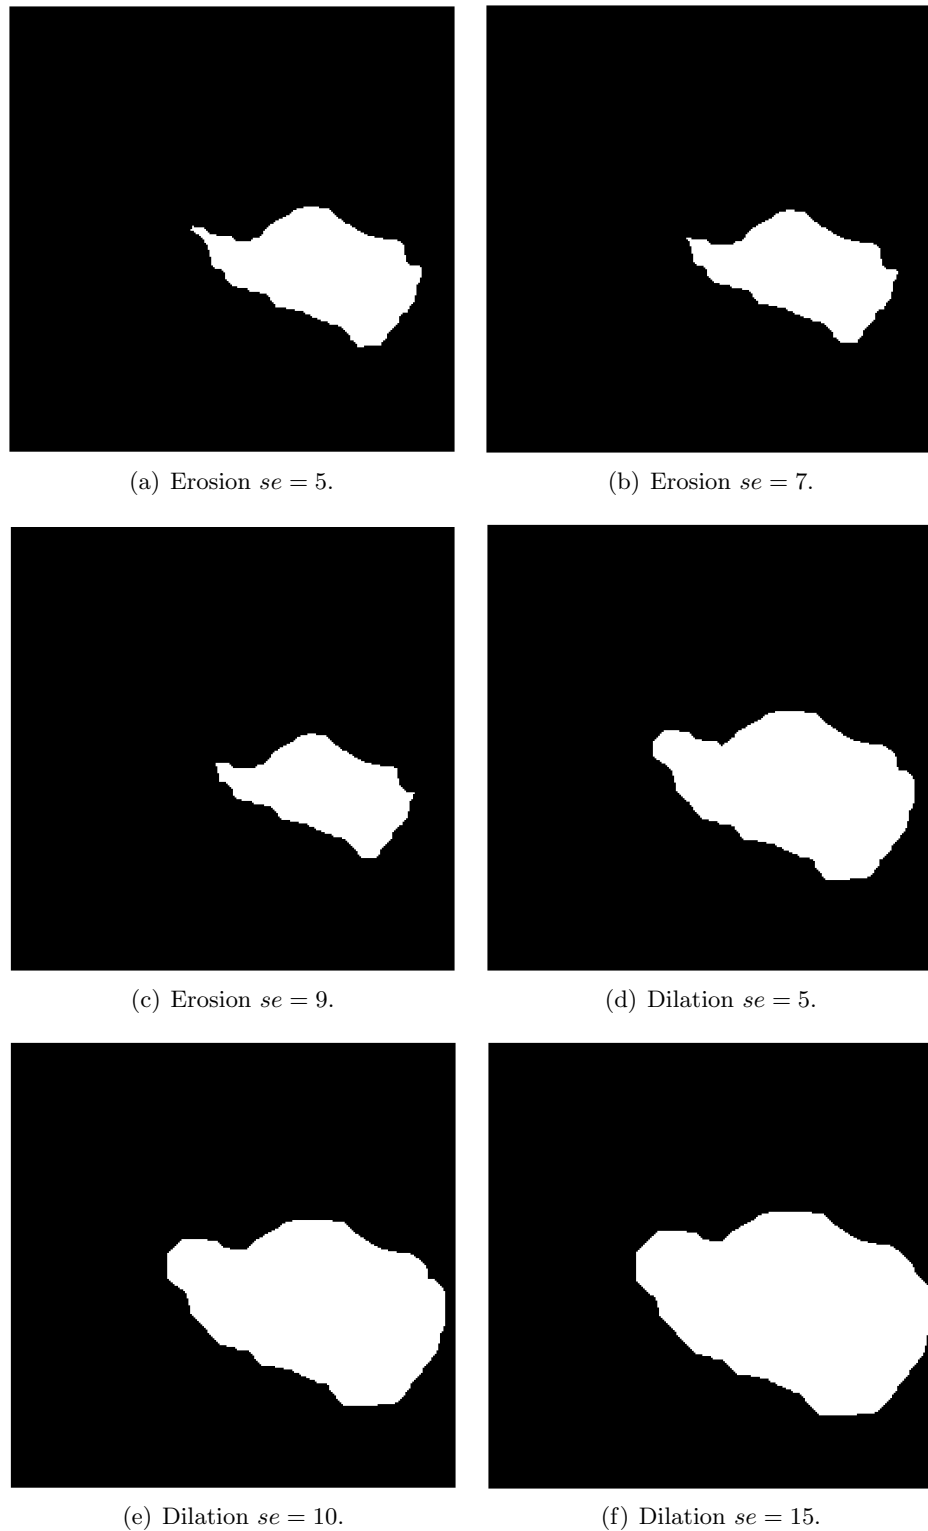 (a) Erosion se = 5.
(b) Erosion se = 7.
(c) Erosion se = 9.
(d) Dilation se = 5.
(e) Dilation se = 10.
(f) Dilation se = 15.